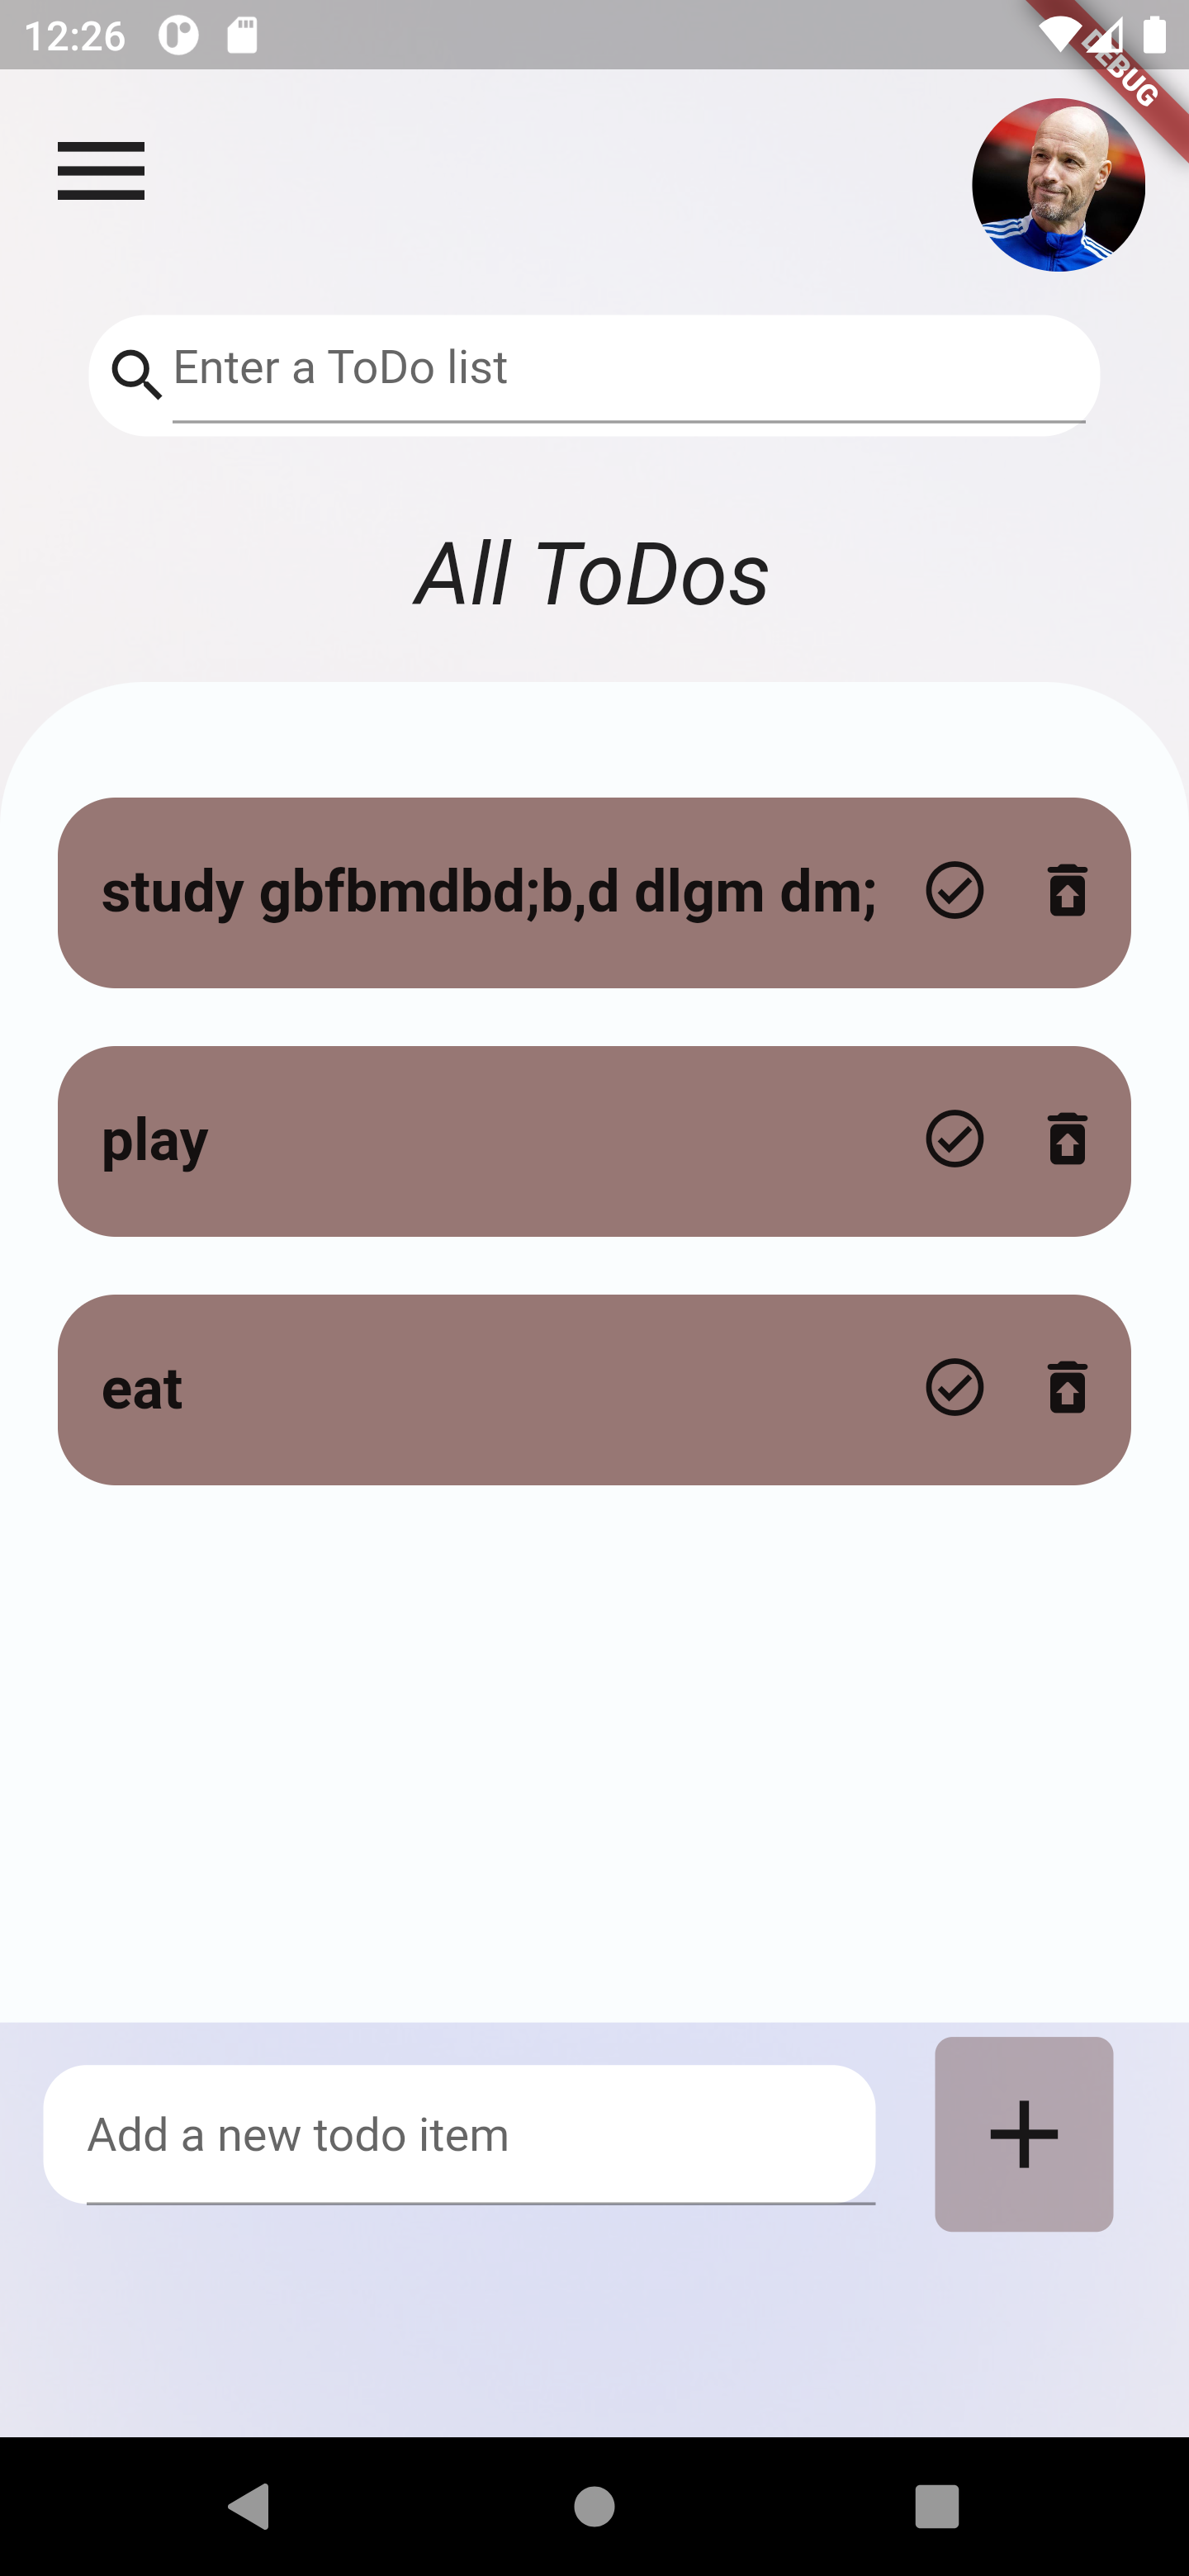 12:26
DEBUG
Enter a ToDo list
All ToDos
study gbfbmdbd;b,d dlgm dm;
play
eat
Add a new todo item